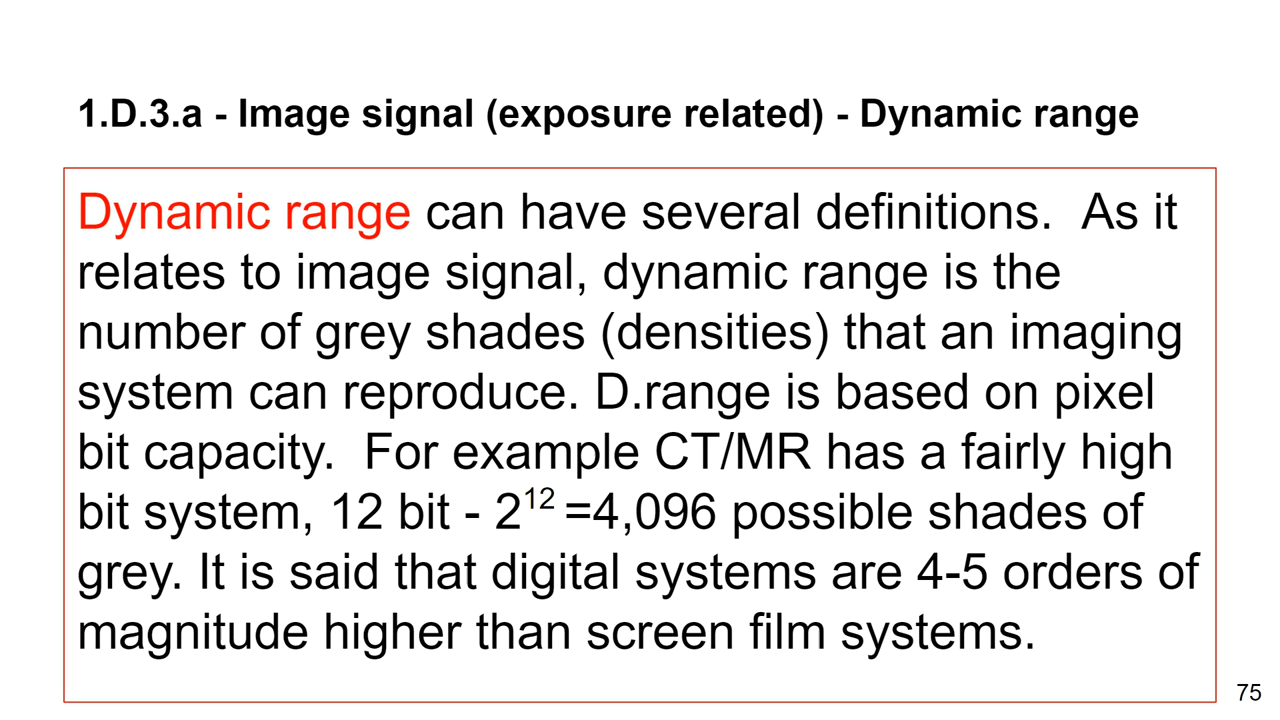 1.D.3.a - Image signal (exposure related) - Dynamic range
Dynamic range can have several definitions.  As it
relates to image signal, dynamic range is the
number of grey shades (densities) that an imaging
system can reproduce. D.range is based on pixel
bit capacity.  For example CT/MR has a fairly high
bit system, 12 bit - 2¹² =4,096 possible shades of
grey. It is said that digital systems are 4-5 orders of
magnitude higher than screen film systems.
75